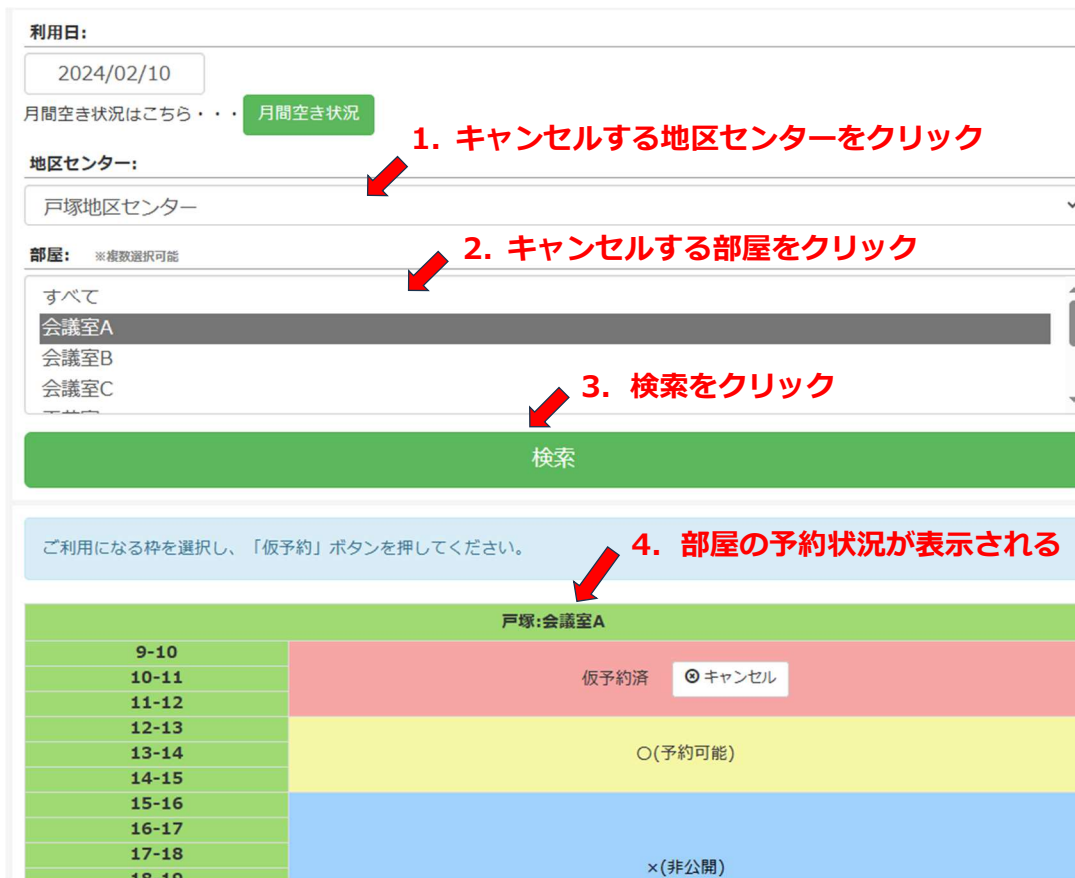 利用日:
2024/02/10
月間空き状況はこちら・・・ 月間空き状況
1. キャンセルする地区センターをクリック
地区センター:
戸塚地区センター
2. キャンセルする部屋をクリック
部屋: ※複数選択可能
すべて
会議室A
会議室B
会議室C
3. 検索をクリック
検索
ご利用になる枠を選択し、「仮予約」ボタンを押してください。
4. 部屋の予約状況が表示される
戸塚:会議室A
9-10
10-11 仮予約済 キャンセル
11-12
12-13
13-14 〇(予約可能)
14-15
15-16
16-17
17-18
×(非公開)
18-19